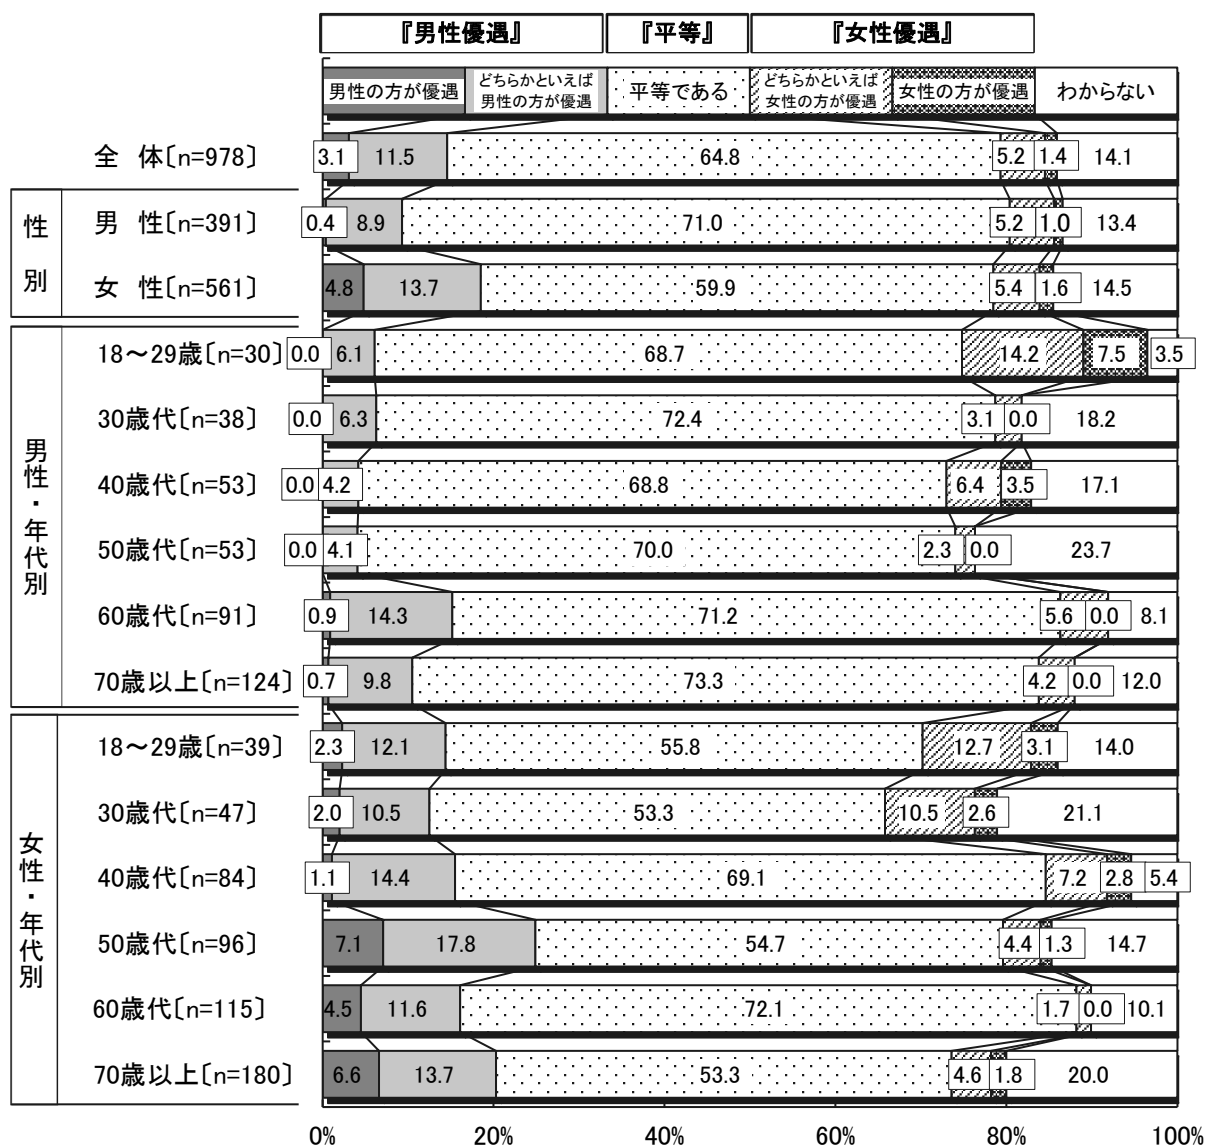 『男性優遇』 『平等』 『女性優遇』
男性の方が優遇 どちらかといえば男性の方が優遇 平等である どちらかといえば女性の方が優遇 女性の方が優遇 わからない
全 体〔n=978〕 3.1 11.5 64.8 5.2 1.4 14.1
性別
男 性〔n=391〕 0.4 8.9 71.0 5.2 1.0 13.4
女 性〔n=561〕 4.8 13.7 59.9 5.4 1.6 14.5
男性・年代別
18～29歳〔n=30〕 0.0 6.1 68.7 14.2 7.5 3.5
30歳代〔n=38〕 0.0 6.3 72.4 3.1 0.0 18.2
40歳代〔n=53〕 0.0 4.2 68.8 6.4 3.5 17.1
50歳代〔n=53〕 0.0 4.1 70.0 2.3 0.0 23.7
60歳代〔n=91〕 0.9 14.3 71.2 5.6 0.0 8.1
70歳以上〔n=124〕 0.7 9.8 73.3 4.2 0.0 12.0
女性・年代別
18～29歳〔n=39〕 2.3 12.1 55.8 12.7 3.1 14.0
30歳代〔n=47〕 2.0 10.5 53.3 10.5 2.6 21.1
40歳代〔n=84〕 1.1 14.4 69.1 7.2 2.8 5.4
50歳代〔n=96〕 7.1 17.8 54.7 4.4 1.3 14.7
60歳代〔n=115〕 4.5 11.6 72.1 1.7 0.0 10.1
70歳以上〔n=180〕 6.6 13.7 53.3 4.6 1.8 20.0
0% 20% 40% 60% 80% 100%